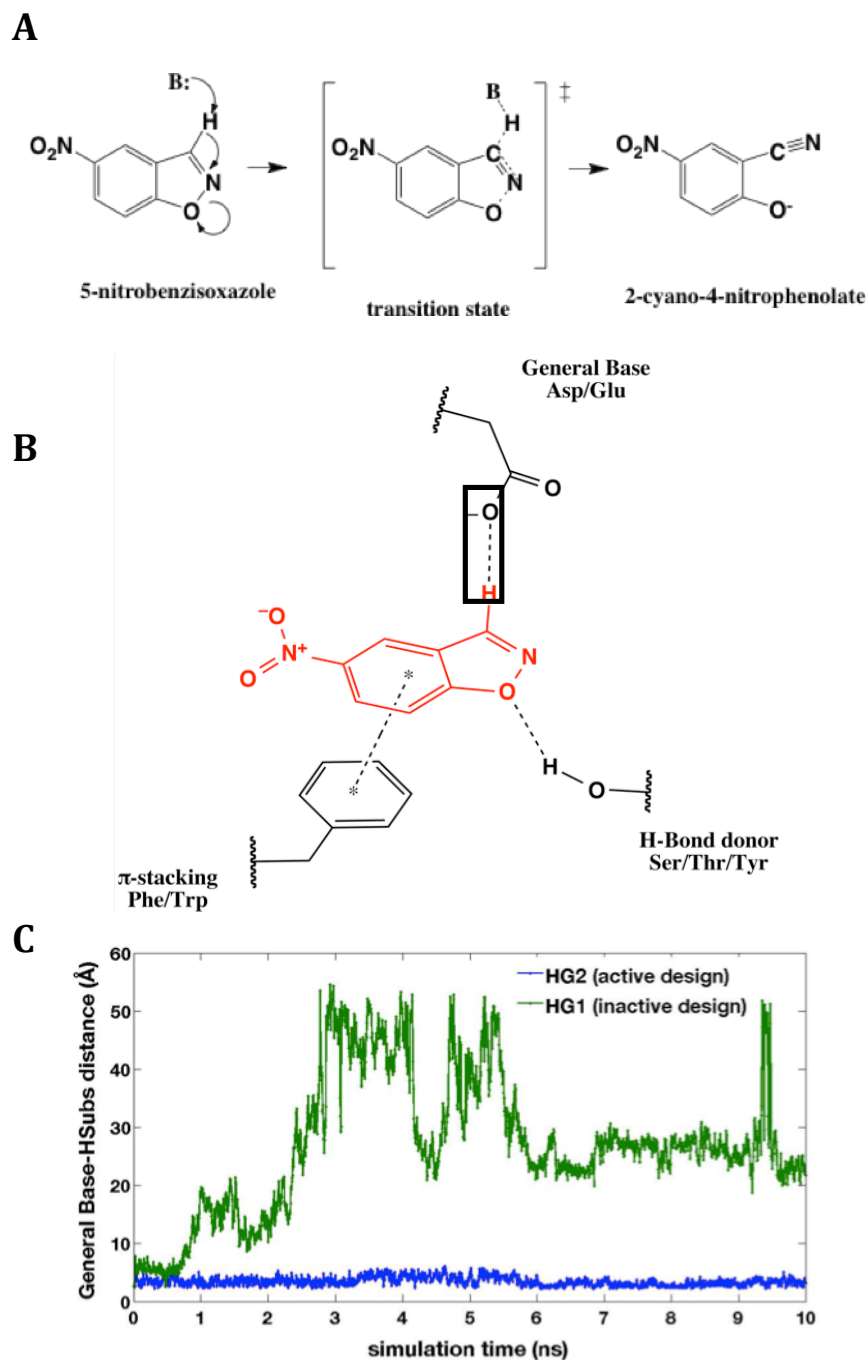 A
B:
B
‡
H
H
O₂N
O₂N
O₂N
C
C≡N
N
N
O
O
O-
5-nitrobenzisoxazole
transition state
2-cyano-4-nitrophenolate
General Base
Asp/Glu
B
O
–O
H
⁻O
N⁺
N
O
O
*
H
*
O
H-Bond donor
Ser/Thr/Tyr
π-stacking
Phe/Trp
C
60
HG2 (active design)
HG1 (inactive design)
50
40
30
20
10
0
General Base-HSubs distance (Å)
0 1 2 3 4 5 6 7 8 9 10
simulation time (ns)